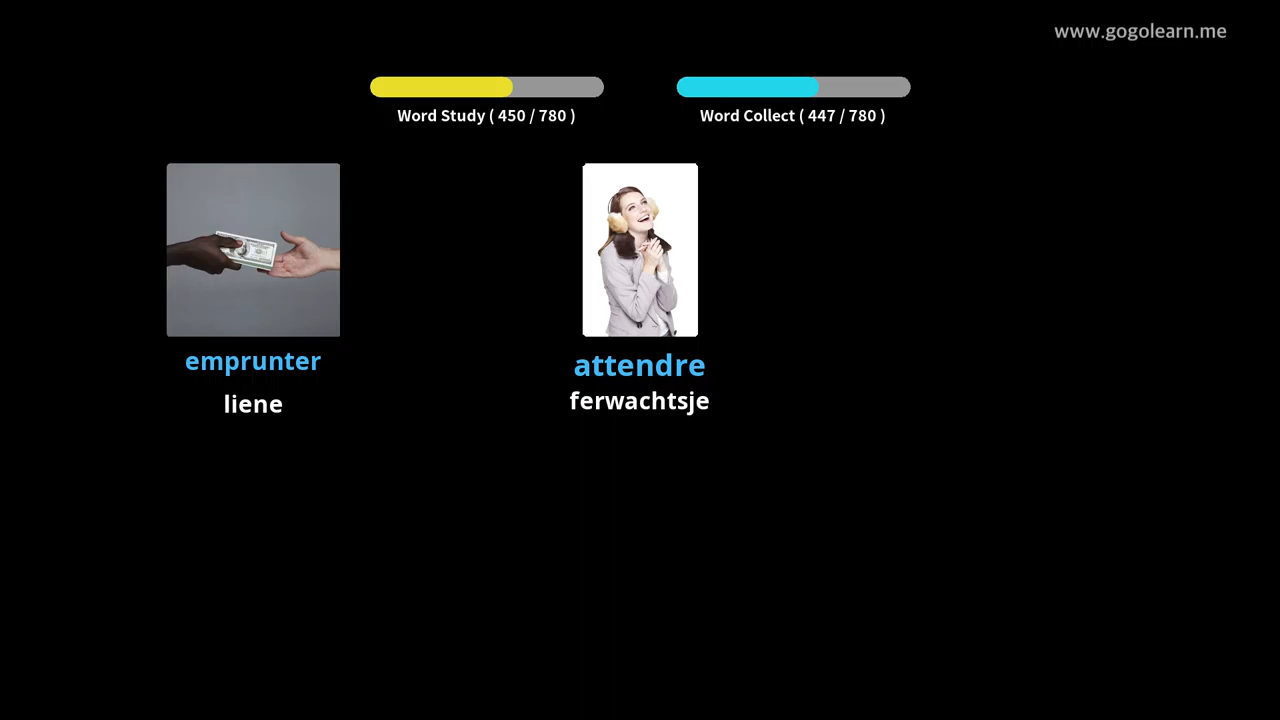 www.gogolearn.me
Word Study ( 450 / 780 )
Word Collect ( 447 / 780 )
emprunter
liene
attendre
ferwachtsje